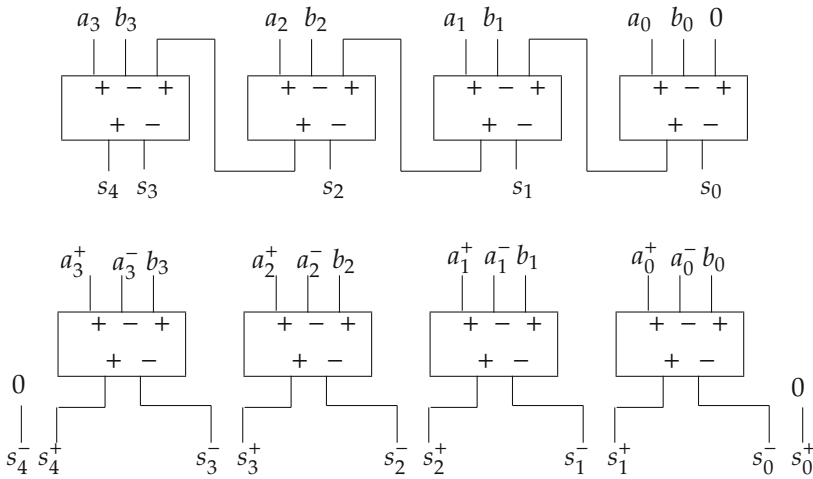 a₃ b₃ a₂ b₂ a₁ b₁ a₀ b₀ 0
+ − + + − + + − + + − +
+ − + − + − + −
s₄ s₃ s₂ s₁ s₀
a₃⁺ a₃⁻ b₃ a₂⁺ a₂⁻ b₂ a₁⁺ a₁⁻ b₁ a₀⁺ a₀⁻ b₀
+ − + + − + + − + + − +
+ − + − + − + −
0 0
s₄⁻ s₄⁺ s₃⁻ s₃⁺ s₂⁻ s₂⁺ s₁⁻ s₁⁺ s₀⁻ s₀⁺